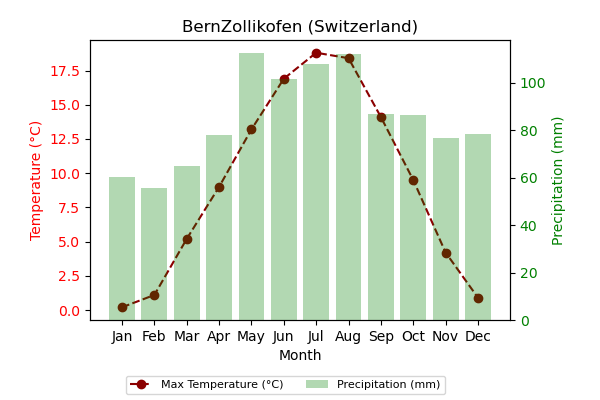 BernZollikofen (Switzerland)
Temperature (°C)
17.5
15.0
12.5
10.0
7.5
5.0
2.5
0.0
100
80
60
40
20
0
Precipitation (mm)
Jan Feb Mar Apr May Jun Jul Aug Sep Oct Nov Dec
Month
Max Temperature (°C) Precipitation (mm)